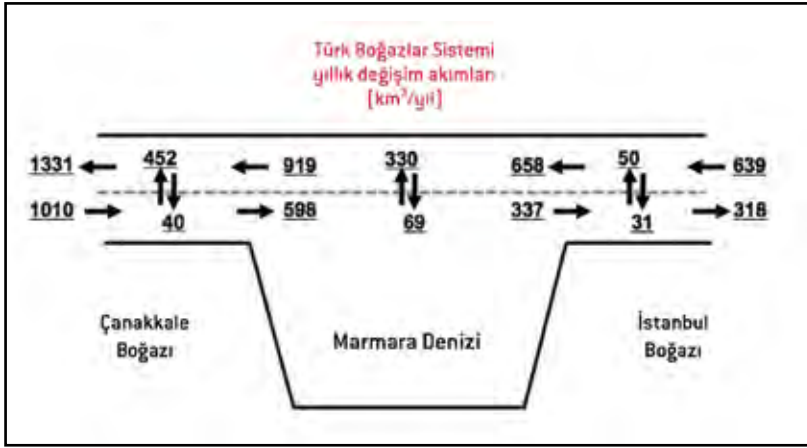 Türk Boğazlar Sistemi
yıllık değişim akımları
[km³/yıl]
1331 452 919 330 658 50 639
1010 40 598 69 337 31 318
Çanakkale
Boğazı
Marmara Denizi
İstanbul
Boğazı